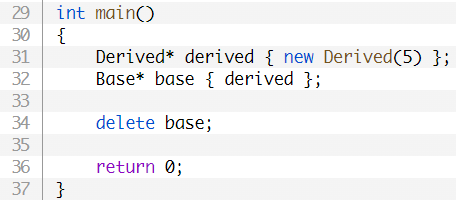 29 int main()
30 {
31     Derived* derived { new Derived(5) };
32     Base* base { derived };
33
34     delete base;
35
36     return 0;
37 }